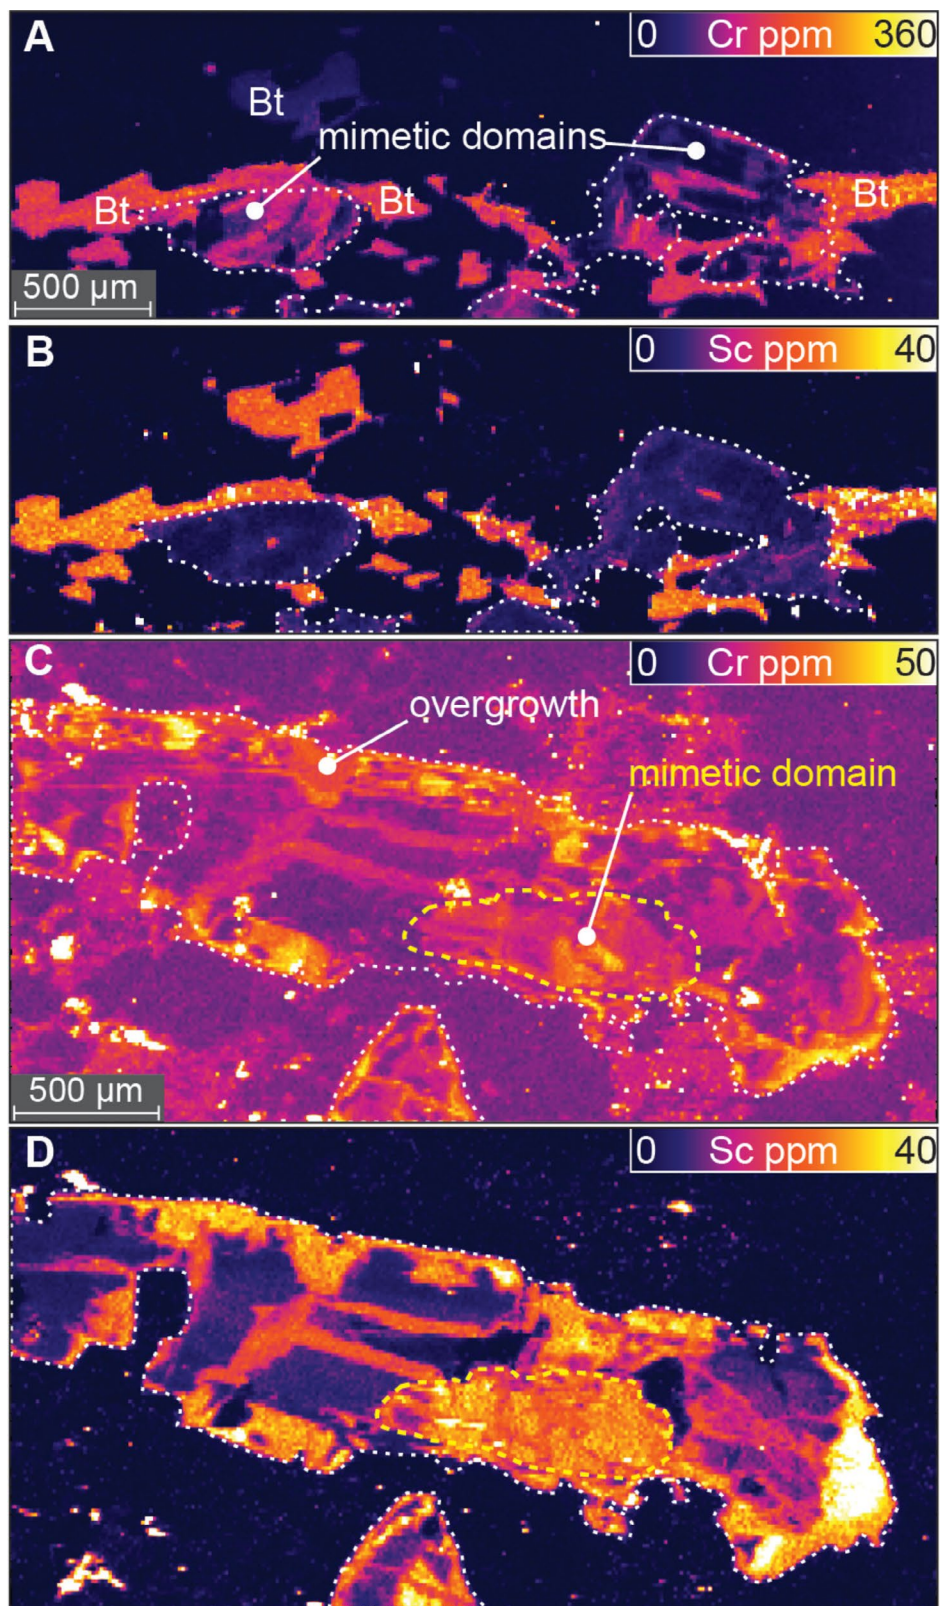 A
0 Cr ppm 360
Bt
mimetic domains
Bt
Bt
Bt
500 µm
B
0 Sc ppm 40
C
0 Cr ppm 50
overgrowth
mimetic domain
500 µm
D
0 Sc ppm 40